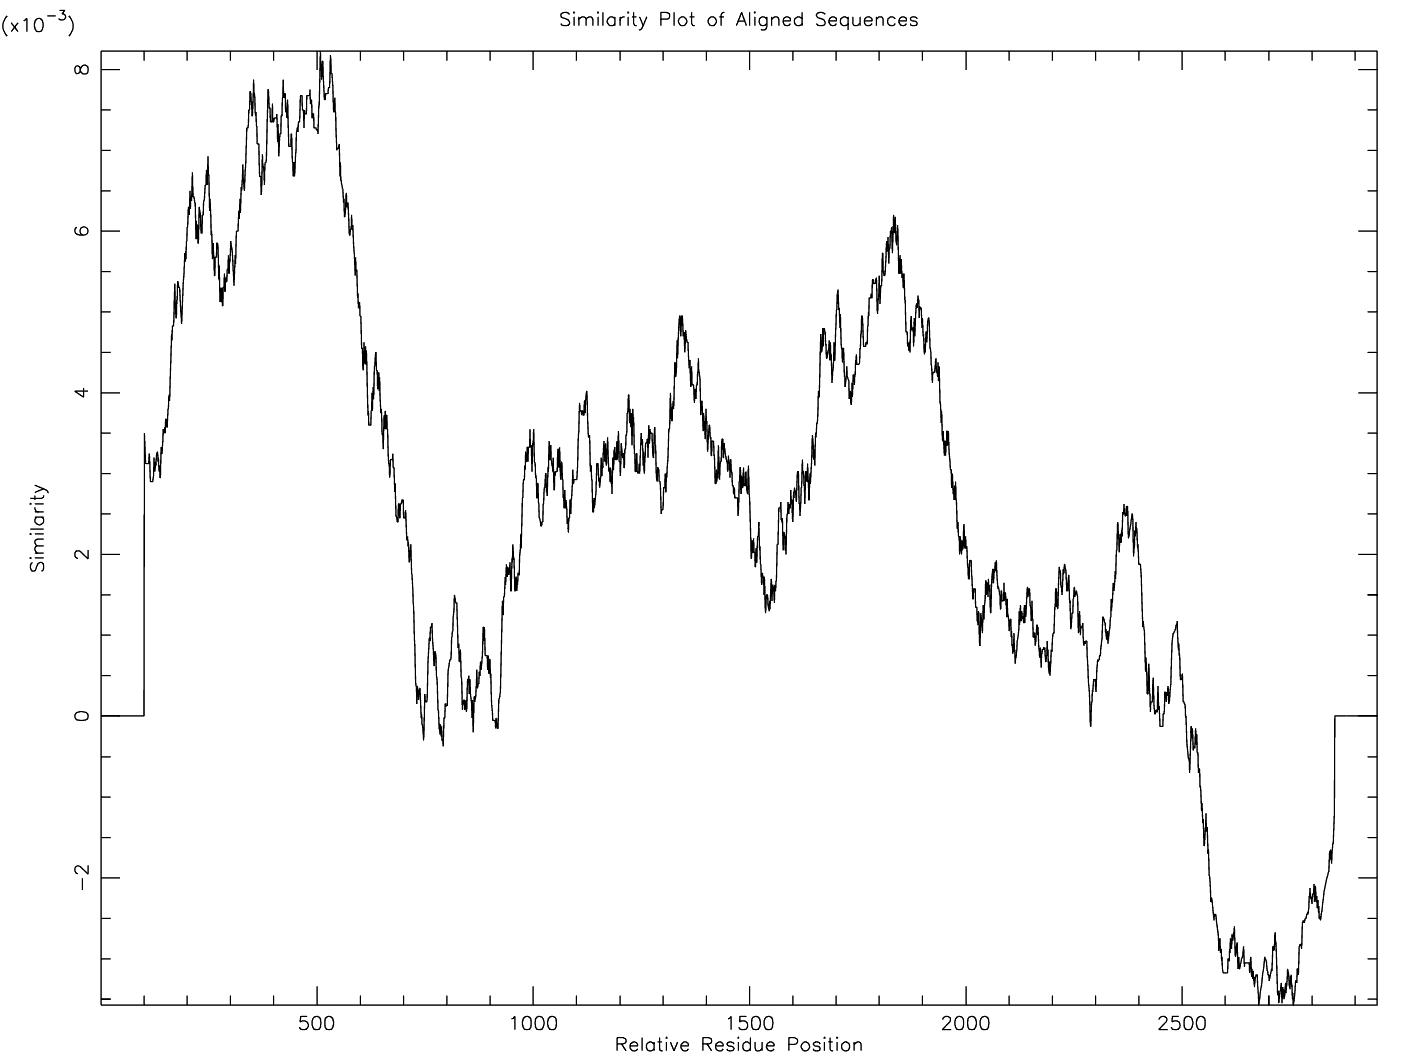 (x10⁻³)
Similarity Plot of Aligned Sequences
8
6
4
2
0
−2
Similarity
500 1000 1500 2000 2500
Relative Residue Position